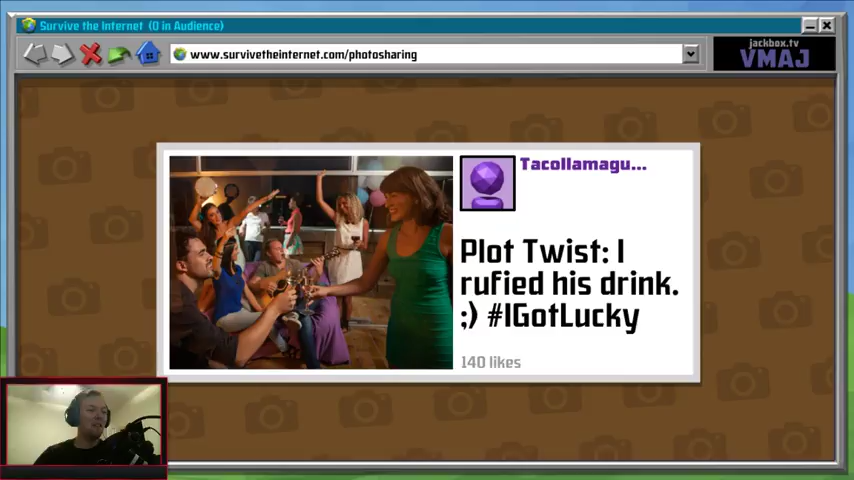 Survive the Internet (0 in Audience)
www.survivetheinternet.com/photosharing
jackbox.tv
VMAJ
Tacollamagu...
Plot Twist: I
rufied his drink.
;) #IGotLucky
140 likes